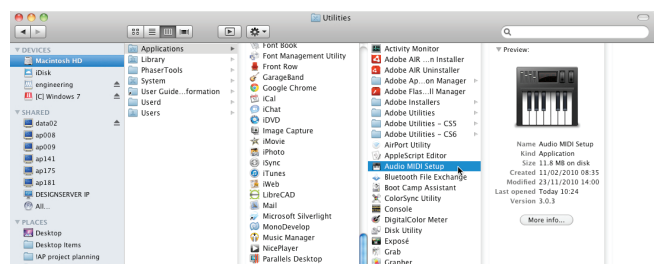 Utilities
DEVICES
Macintosh HD
iDisk
engineering
[C] Windows 7
SHARED
data02
ap008
ap009
ap141
ap175
ap181
DESIGNSERVER IP
All...
PLACES
Desktop
Desktop Items
!AP project planning
Applications
Library
PhaserTools
System
User Guide...formation
Userd
Users
Font Book
Font Management Utility
Front Row
GarageBand
Google Chrome
iCal
iChat
iDVD
Image Capture
iMovie
iPhoto
iSync
iTunes
iWeb
LibreCAD
Mail
Microsoft Silverlight
MonoDevelop
Music Manager
NicePlayer
Parallels Desktop
Activity Monitor
Adobe AIR ...n Installer
Adobe AIR Uninstaller
Adobe Ap...on Manager
Adobe Flas...ll Manager
Adobe Installers
Adobe Utilities
Adobe Utilities - CS5
Adobe Utilities - CS6
AirPort Utility
AppleScript Editor
Audio MIDI Setup
Bluetooth File Exchange
Boot Camp Assistant
ColorSync Utility
Console
DigitalColor Meter
Disk Utility
Exposé
Grab
Grapher
Preview:
Name Audio MIDI Setup
Kind Application
Size 11.8 MB on disk
Created 11/02/2010 08:35
Modified 23/11/2010 14:00
Last opened Today 10:24
Version 3.0.3
More info...